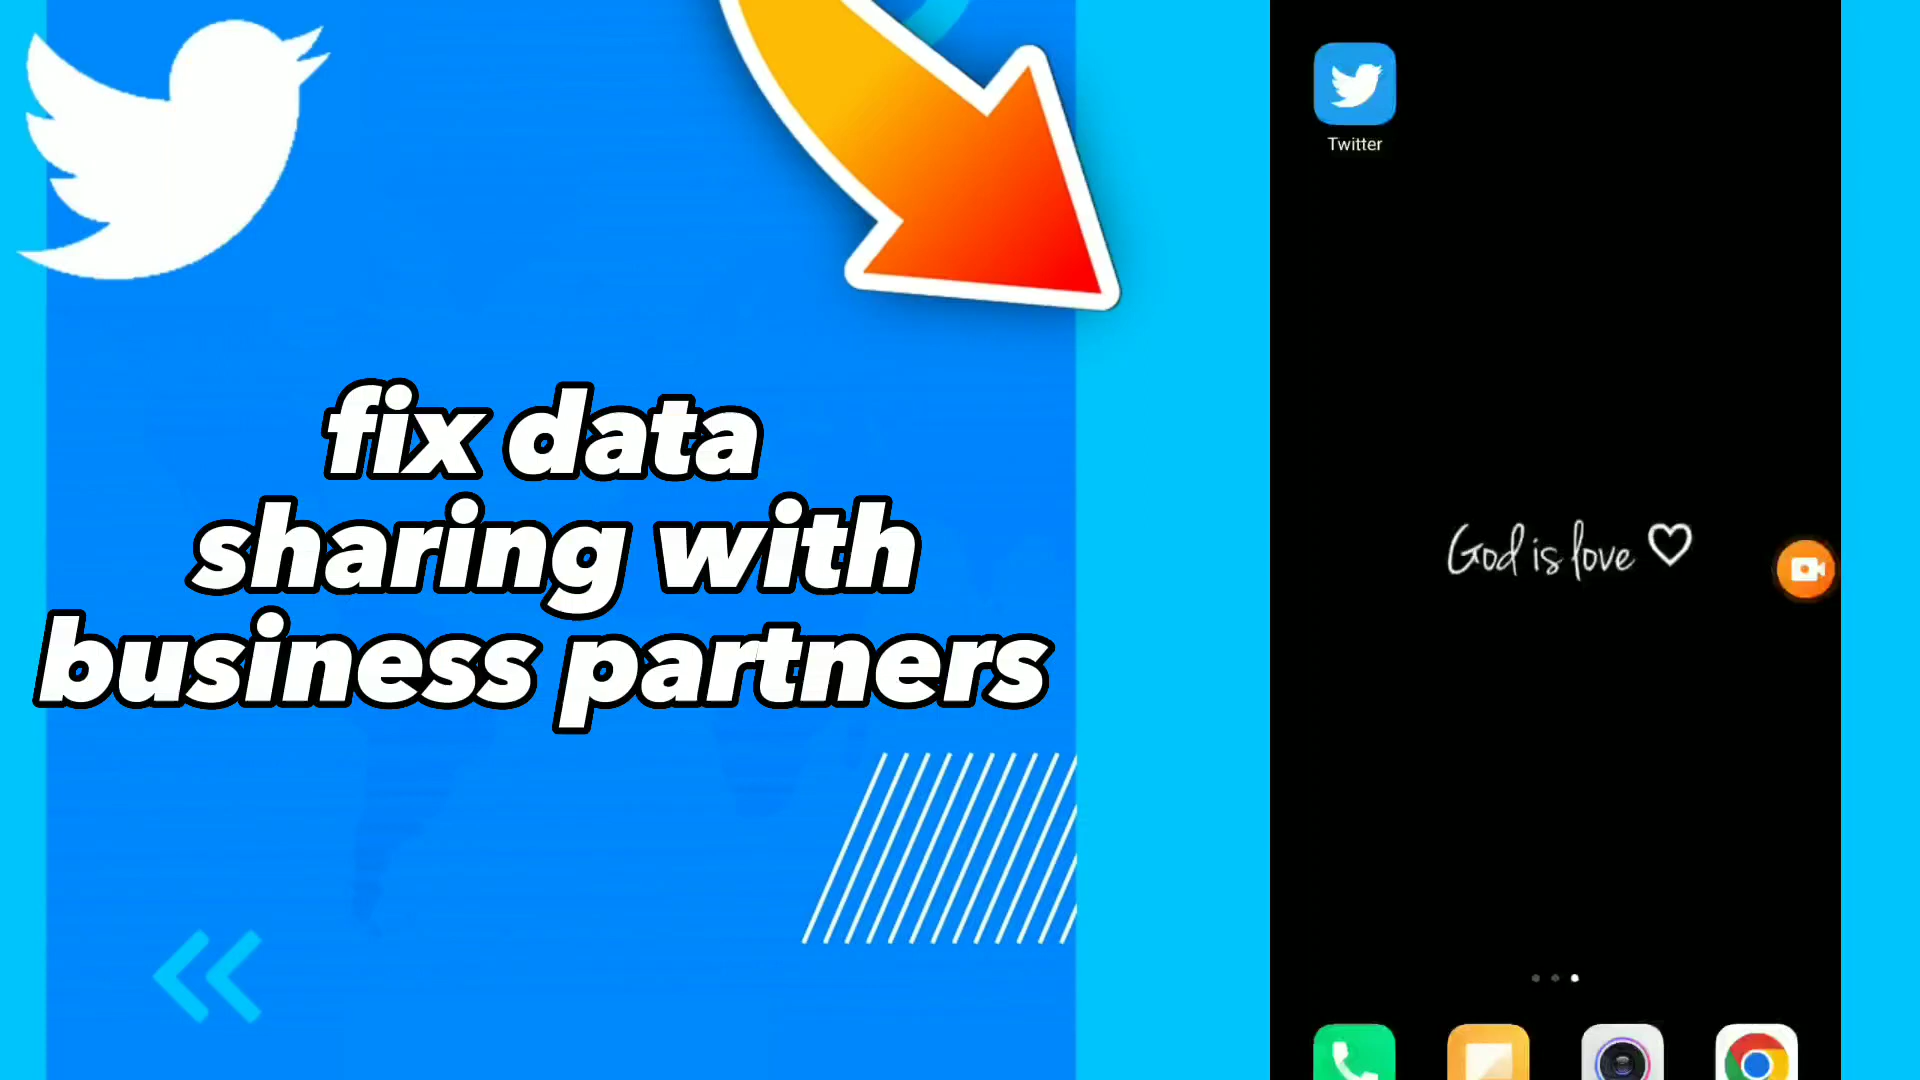 fix data
sharing with
business partners
Twitter
God is love